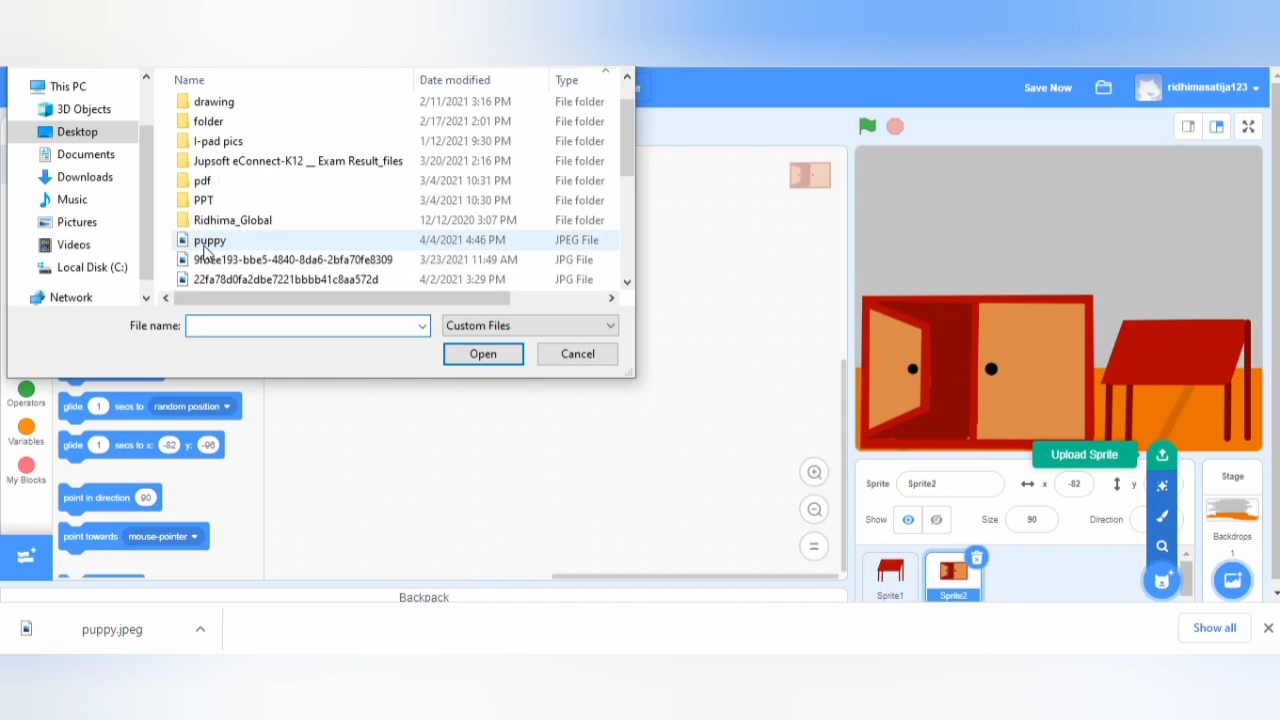 This PC
3D Objects
Desktop
Documents
Downloads
Music
Pictures
Videos
Local Disk (C:)
Network
Name Date modified Type
drawing 2/11/2021 3:16 PM File folder
folder 2/17/2021 2:01 PM File folder
I-pad pics 1/12/2021 9:30 PM File folder
Jupsoft eConnect-K12 __ Exam Result_files 3/20/2021 2:16 PM File folder
pdf 3/4/2021 10:31 PM File folder
PPT 3/4/2021 10:30 PM File folder
Ridhima_Global 12/12/2020 3:07 PM File folder
puppy 4/4/2021 4:46 PM JPEG File
3/23/2021 11:49 AM JPG File
22fa78d0fa2dbe7221bbbb41c8aa572d 4/2/2021 3:29 PM JPG File
File name: Custom Files
Open Cancel
Save Now ridhimasatija123
Operators
Variables
My Blocks
glide 1 secs to random position
glide 1 secs to x: -82 y: -96
point in direction 90
point towards mouse-pointer
Backpack
Upload Sprite
Sprite Sprite2 x -82 y
Show Size 90 Direction
Sprite1 Sprite2
Stage
Backdrops
1
puppy.jpeg Show all